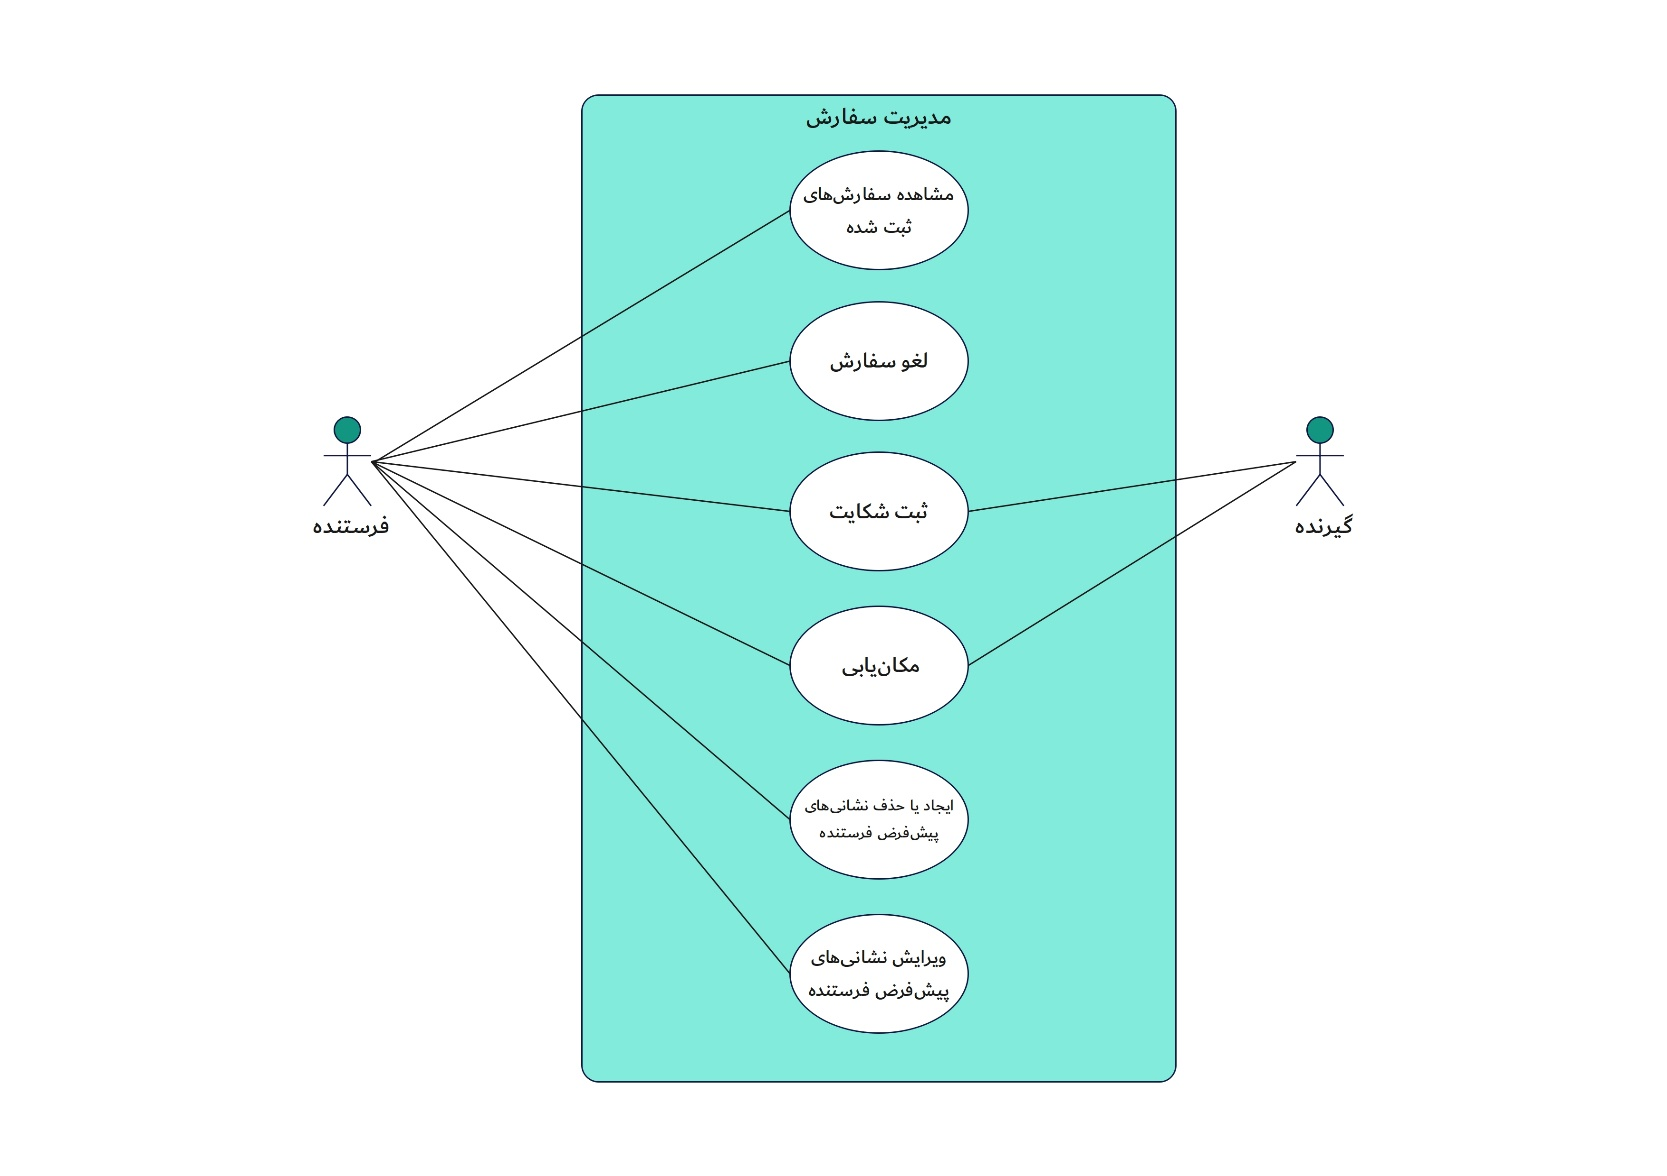 مدیریت سفارش
مشاهده سفارش‌های
ثبت شده
لغو سفارش
ثبت شکایت
مکان‌یابی
ایجاد یا حذف نشانی‌های
پیش‌فرض فرستنده
ویرایش نشانی‌های
پیش‌فرض فرستنده
فرستنده
گیرنده